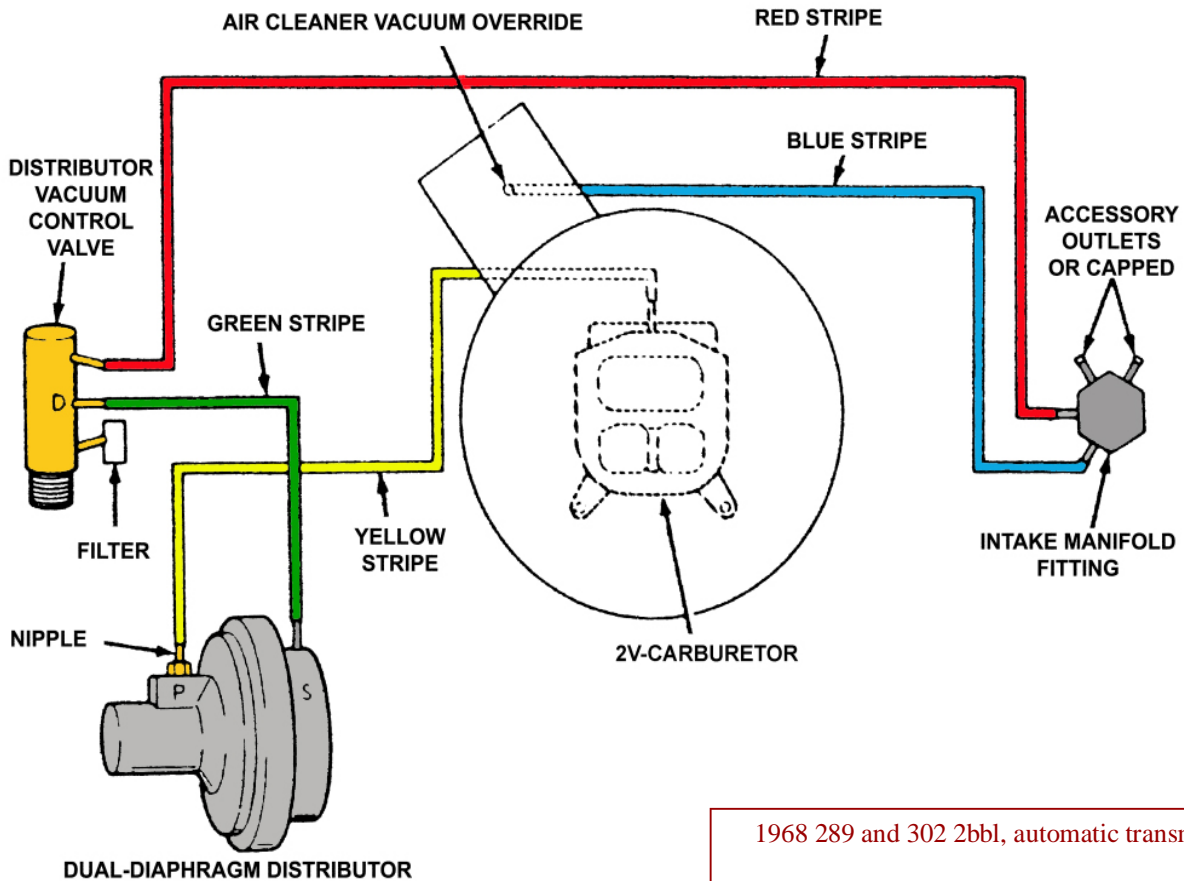 AIR CLEANER VACUUM OVERRIDE
RED STRIPE
BLUE STRIPE
DISTRIBUTOR
VACUUM
CONTROL
VALVE
ACCESSORY
OUTLETS
OR CAPPED
GREEN STRIPE
D
FILTER
YELLOW
STRIPE
INTAKE MANIFOLD
FITTING
NIPPLE
2V-CARBURETOR
P
S
DUAL-DIAPHRAGM DISTRIBUTOR
1968 289 and 302 2bbl, automatic